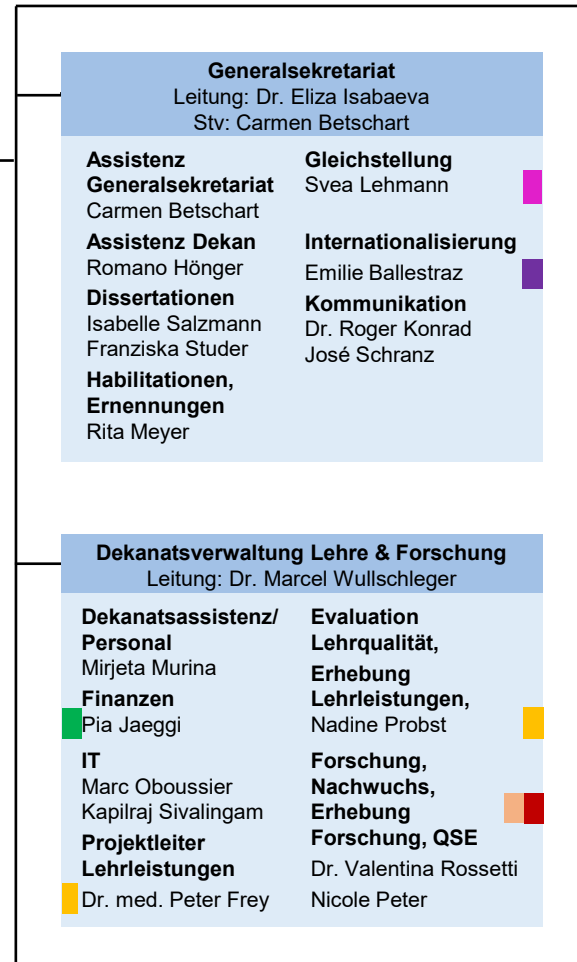 Generalsekretariat
Leitung: Dr. Eliza Isabaeva
Stv: Carmen Betschart
Assistenz
Generalsekretariat
Carmen Betschart
Assistenz Dekan
Romano Hönger
Dissertationen
Isabelle Salzmann
Franziska Studer
Habilitationen,
Ernennungen
Rita Meyer
Gleichstellung
Svea Lehmann
Internationalisierung
Emilie Ballestraz
Kommunikation
Dr. Roger Konrad
José Schranz
Dekanatsverwaltung Lehre & Forschung
Leitung: Dr. Marcel Wullschleger
Dekanatsassistenz/
Personal
Mirjeta Murina
Finanzen
Pia Jaeggi
IT
Marc Oboussier
Kapilraj Sivalingam
Projektleiter
Lehrleistungen
Dr. med. Peter Frey
Evaluation
Lehrqualität,
Erhebung
Lehrleistungen,
Nadine Probst
Forschung,
Nachwuchs,
Erhebung
Forschung, QSE
Dr. Valentina Rossetti
Nicole Peter